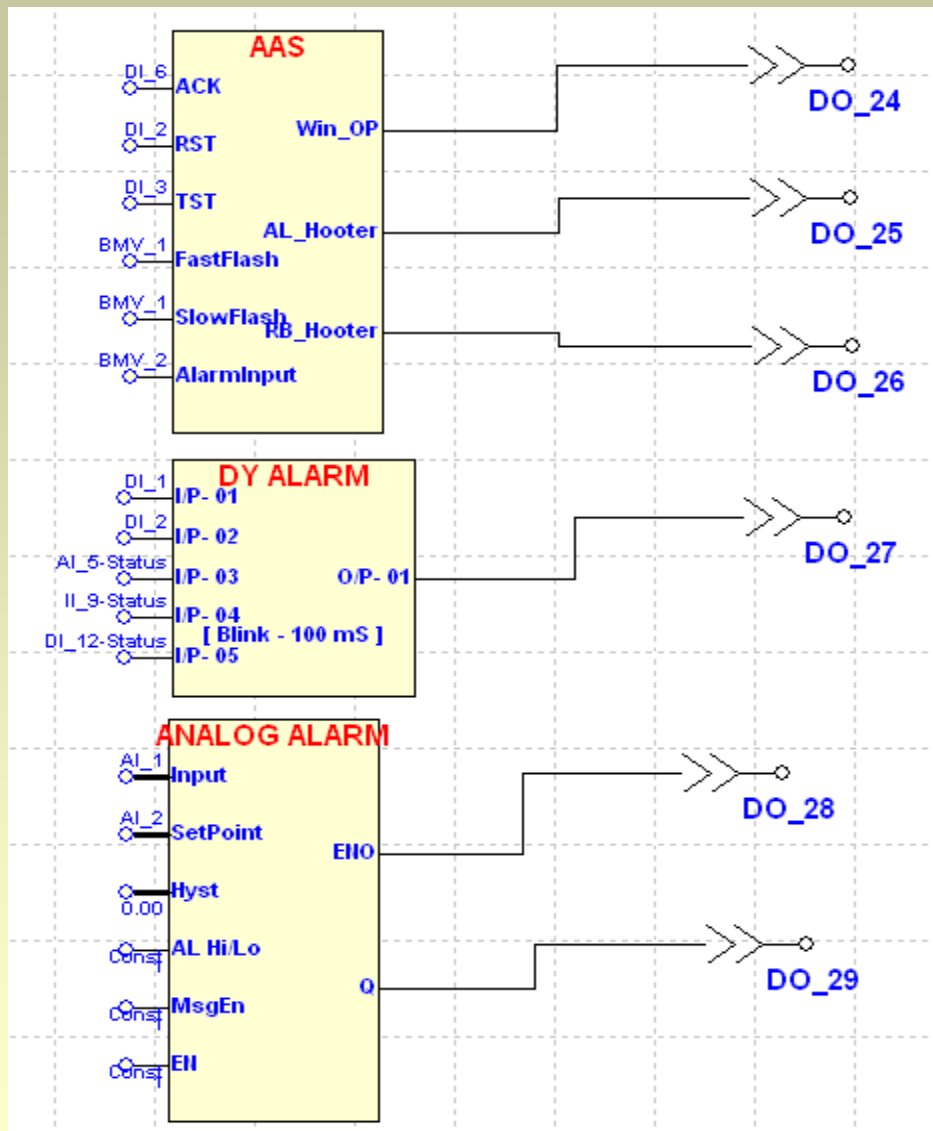 AAS
DI_6
ACK
DI_2
RST
DI_3
TST
BMV_1
FastFlash
BMV_1
SlowFlash
BMV_2
AlarmInput
Win_OP
AL_Hooter
RB_Hooter
DO_24
DO_25
DO_26
DY ALARM
DI_1
I/P- 01
DI_2
I/P- 02
AI_5-Status
I/P- 03
II_9-Status
I/P- 04
DI_12-Status
I/P- 05
[ Blink - 100 mS ]
O/P- 01
DO_27
ANALOG ALARM
AI_1
Input
AI_2
SetPoint
Hyst
0.00
AL Hi/Lo
Const
MsgEn
Const
EN
Const
ENO
Q
DO_28
DO_29